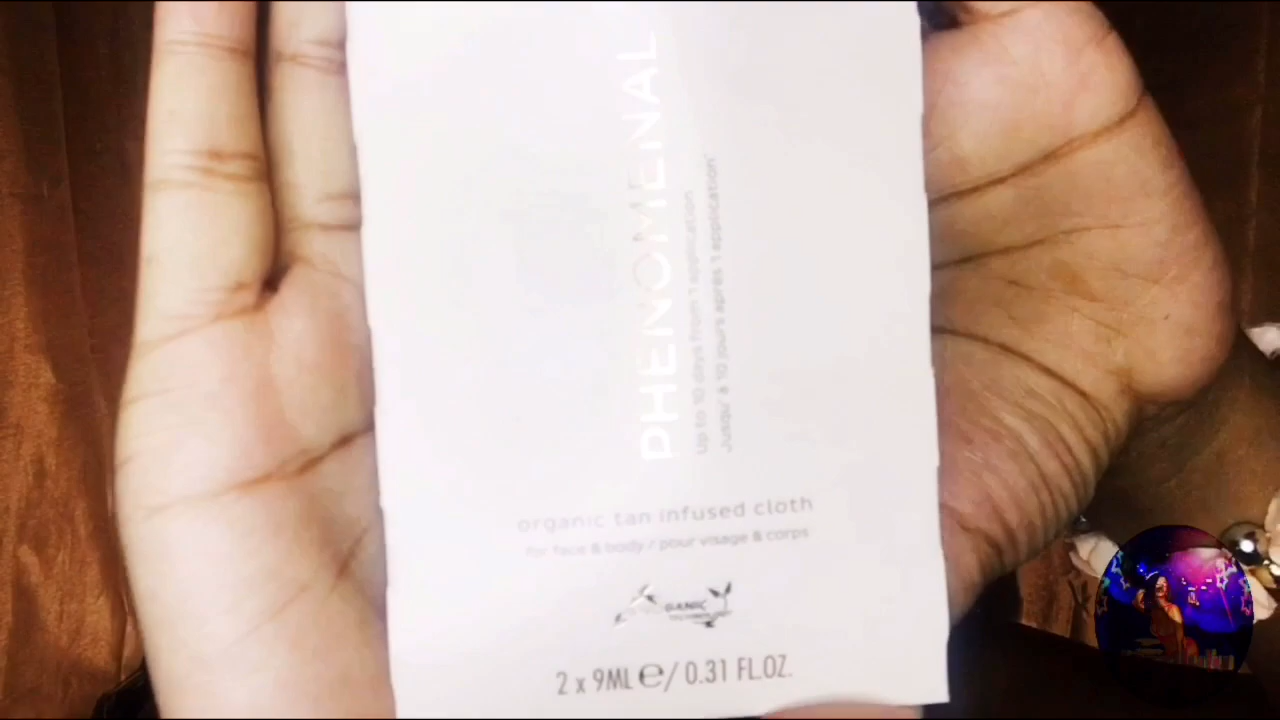 PHENOMENAL
Up to 10 days from 1 application
Jusqu' à 10 jours après 1 application*
organic tan infused cloth
for face & body / pour visage & corps
2 x 9ML e / 0.31 FL.OZ.